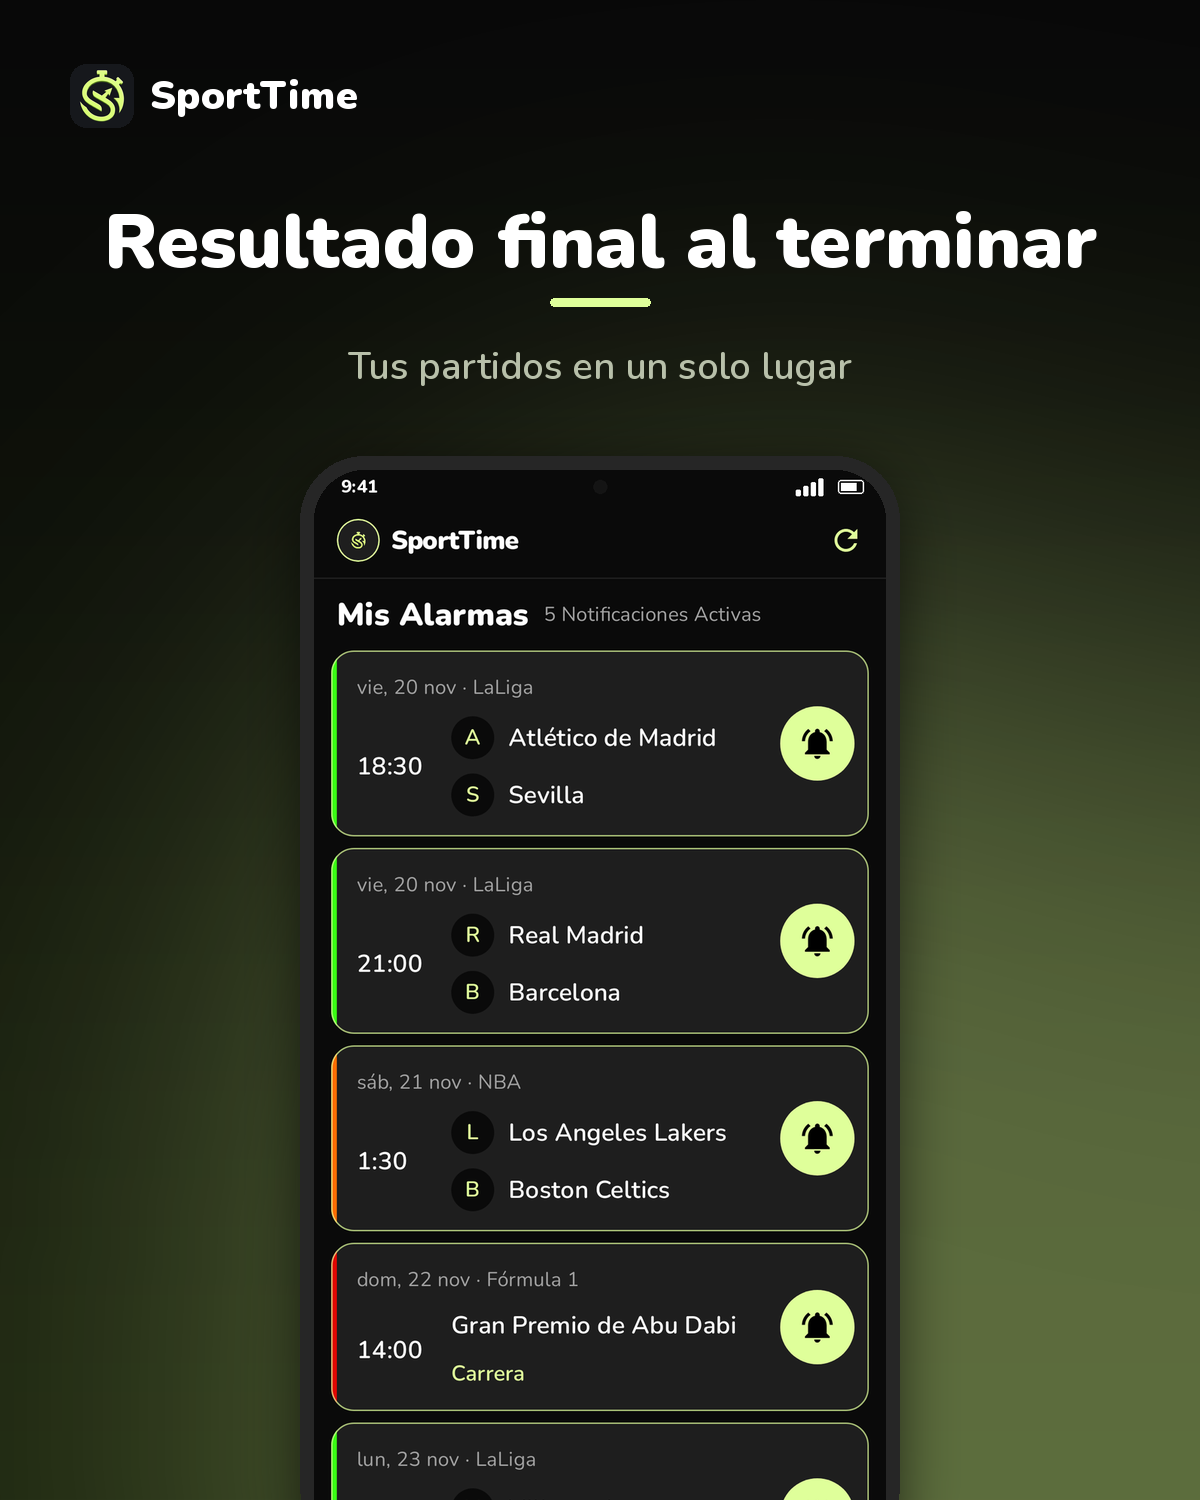 SportTime
Resultado final al terminar
Tus partidos en un solo lugar
9:41
SportTime
Mis Alarmas 5 Notificaciones Activas
vie, 20 nov · LaLiga
18:30
A Atlético de Madrid
S Sevilla
vie, 20 nov · LaLiga
21:00
R Real Madrid
B Barcelona
sáb, 21 nov · NBA
1:30
L Los Angeles Lakers
B Boston Celtics
dom, 22 nov · Fórmula 1
14:00
Gran Premio de Abu Dabi
Carrera
lun, 23 nov · LaLiga